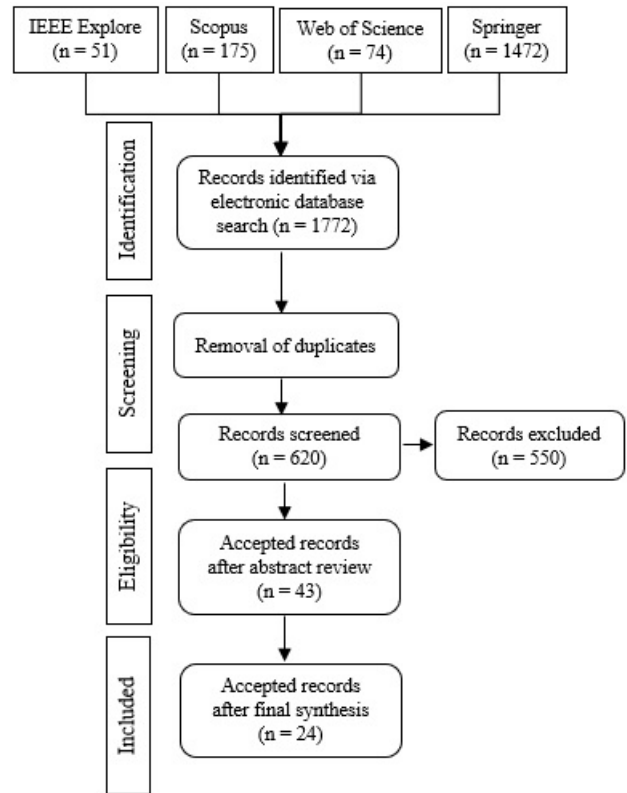 IEEE Explore
(n = 51)
Scopus
(n = 175)
Web of Science
(n = 74)
Springer
(n = 1472)
Identification
Records identified via
electronic database
search (n = 1772)
Screening
Removal of duplicates
Records screened
(n = 620)
Records excluded
(n = 550)
Eligibility
Accepted records
after abstract review
(n = 43)
Included
Accepted records
after final synthesis
(n = 24)